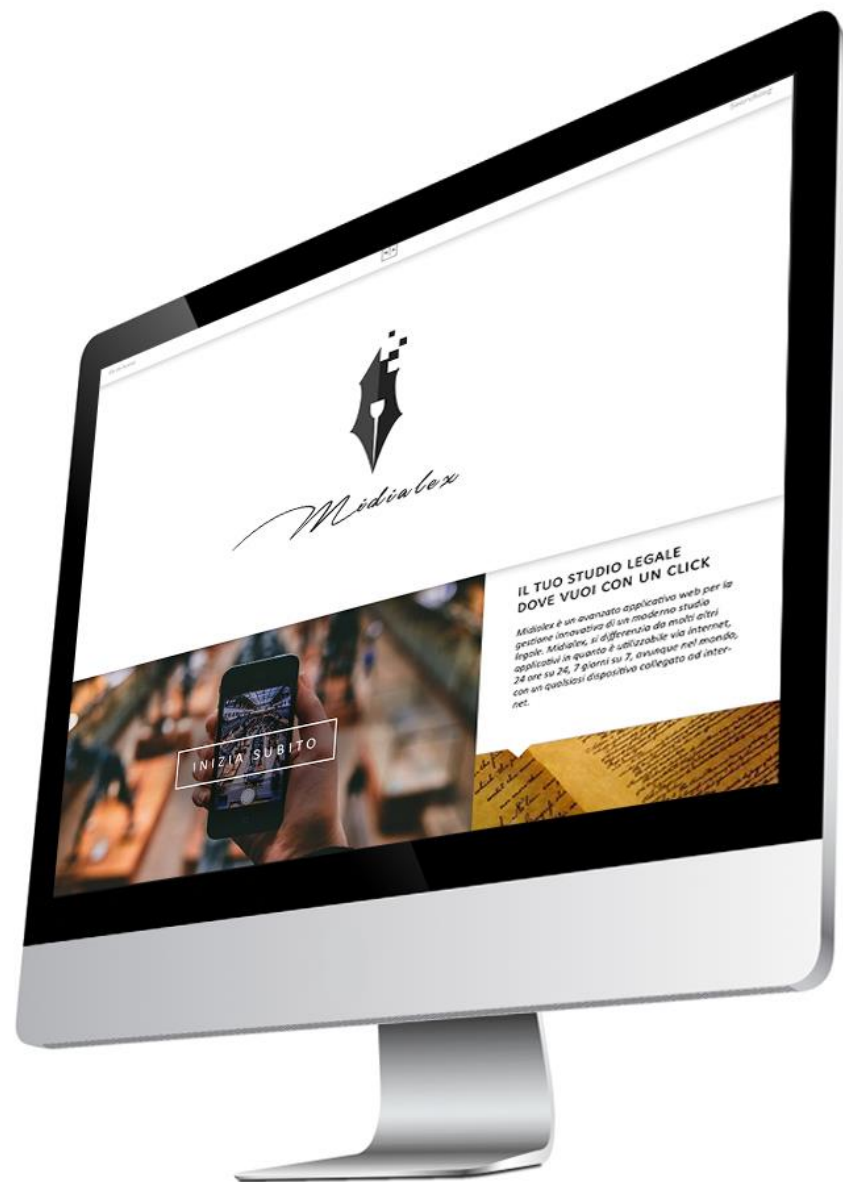 Midialex
IL TUO STUDIO LEGALE
DOVE VUOI CON UN CLICK
Midialex è un avanzato applicativo web per la
gestione innovativa di un moderno studio
legale. Midialex, si differenzia da molti altri
applicativi in quanto è utilizzabile via internet,
24 ore su 24, 7 giorni su 7, ovunque nel mondo,
con un qualsiasi dispositivo collegato ad inter-
net.
INIZIA SUBITO